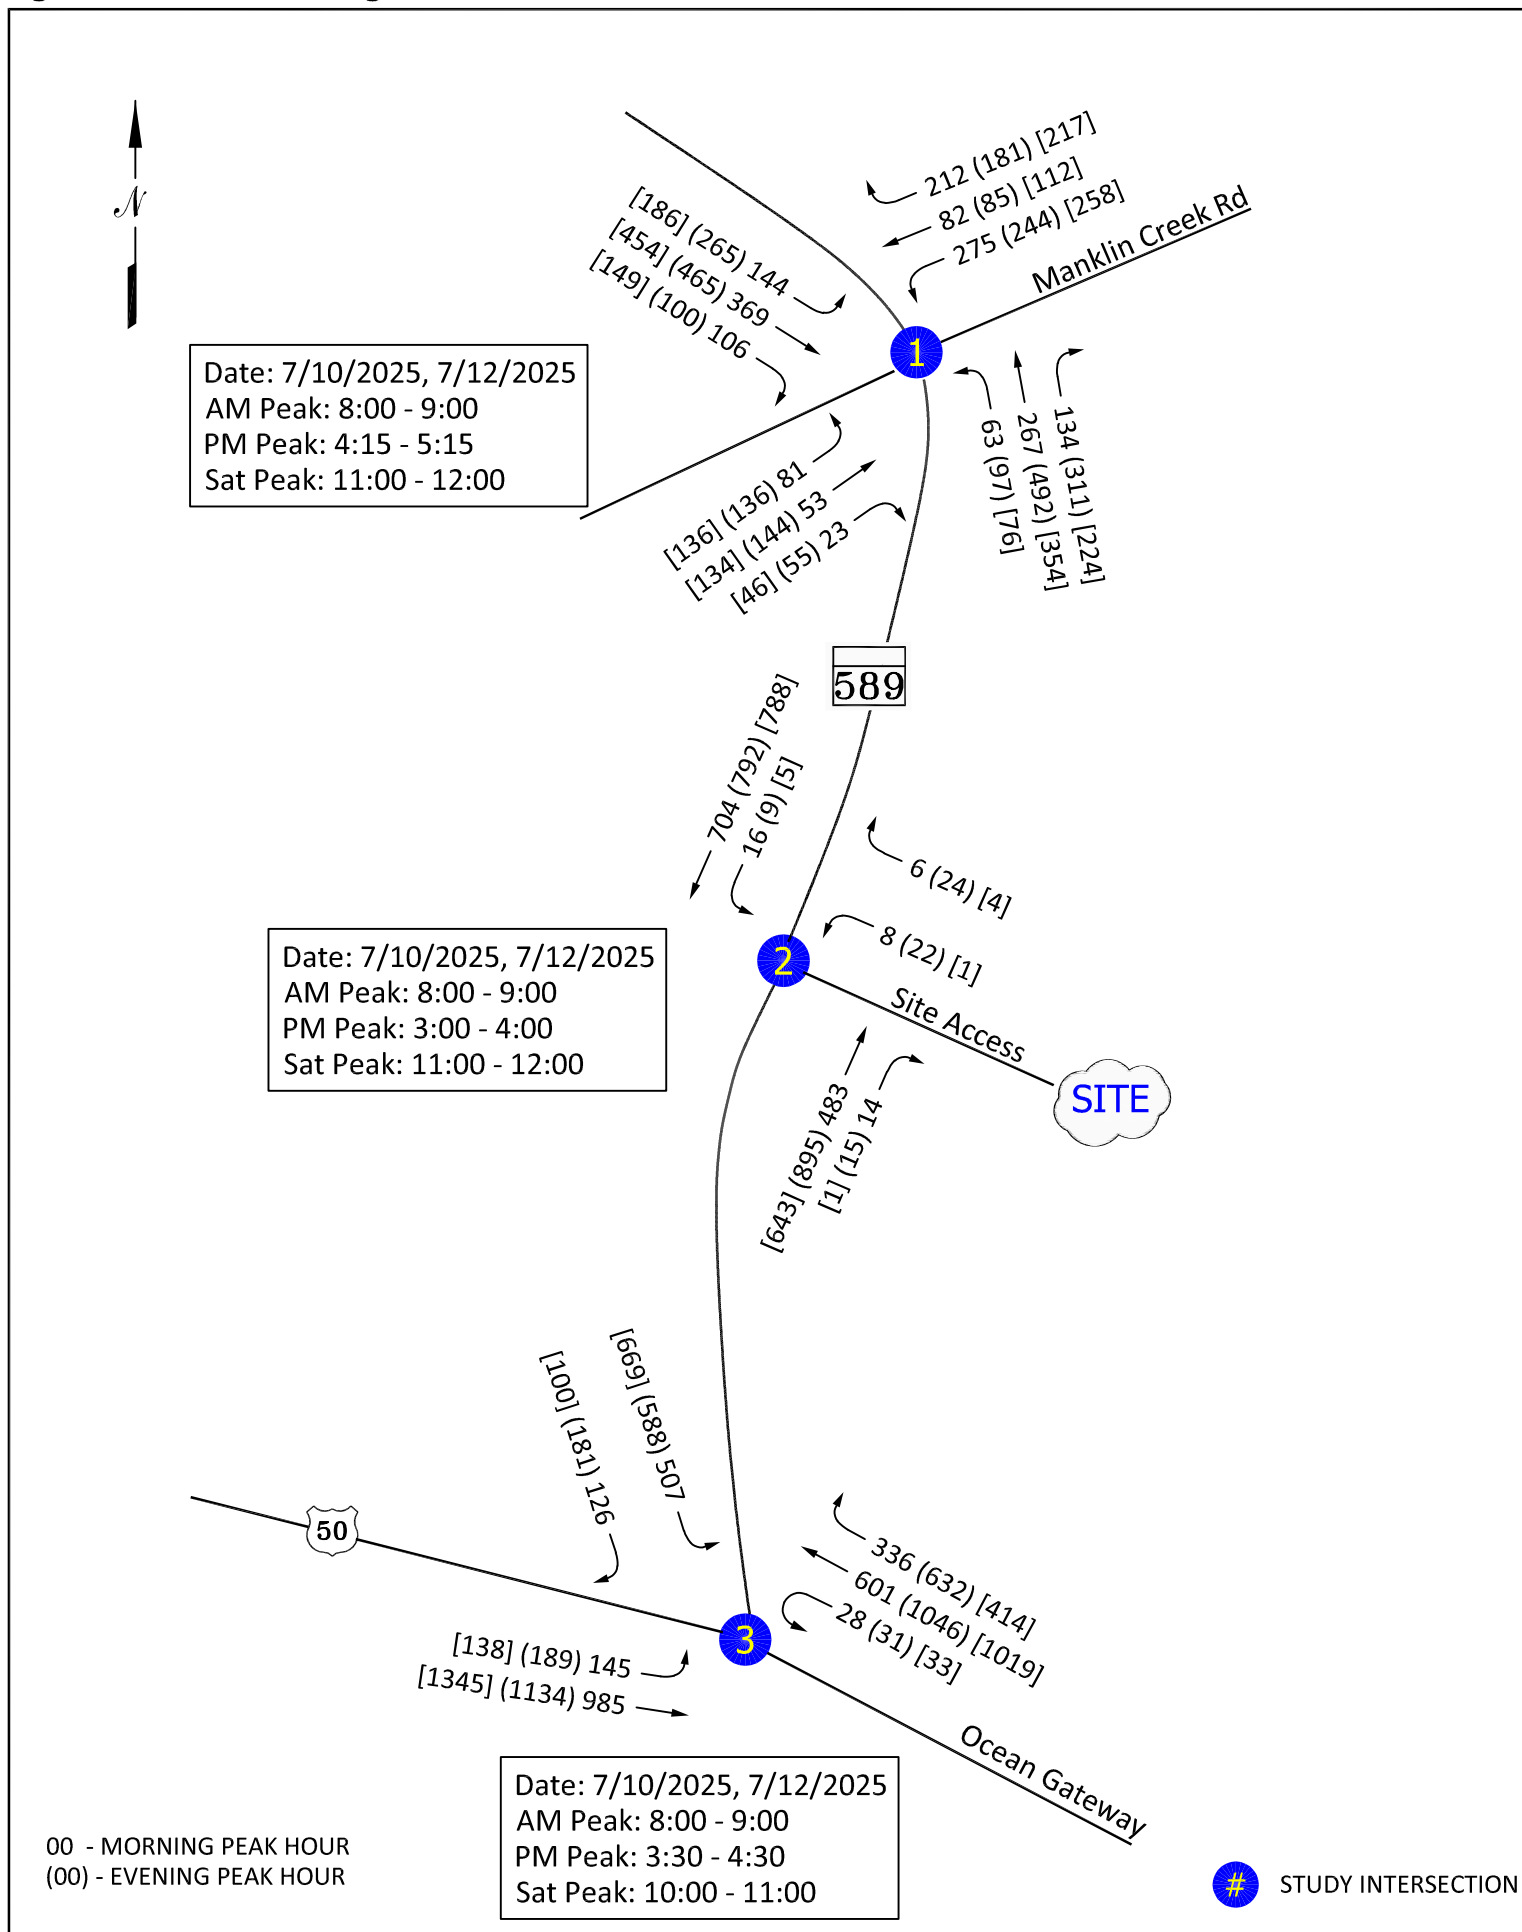 N
212 (181) [217]
82 (85) [112]
275 (244) [258]
Manklin Creek Rd
[186] (265) 144
[454] (465) 369
[149] (100) 106
1
Date: 7/10/2025, 7/12/2025
AM Peak: 8:00 - 9:00
PM Peak: 4:15 - 5:15
Sat Peak: 11:00 - 12:00
[136] (136) 81
[134] (144) 53
[46] (55) 23
63 (97) [76]
267 (492) [354]
134 (311) [224]
589
704 (792) [788]
16 (9) [5]
6 (24) [4]
8 (22) [1]
2
Date: 7/10/2025, 7/12/2025
AM Peak: 8:00 - 9:00
PM Peak: 3:00 - 4:00
Sat Peak: 11:00 - 12:00
Site Access
SITE
[643] (895) 483
[1] (15) 14
[100] (181) 126
[669] (588) 507
50
336 (632) [414]
601 (1046) [1019]
28 (31) [33]
3
[138] (189) 145
[1345] (1134) 985
Ocean Gateway
Date: 7/10/2025, 7/12/2025
AM Peak: 8:00 - 9:00
PM Peak: 3:30 - 4:30
Sat Peak: 10:00 - 11:00
00 - MORNING PEAK HOUR
(00) - EVENING PEAK HOUR
# STUDY INTERSECTION